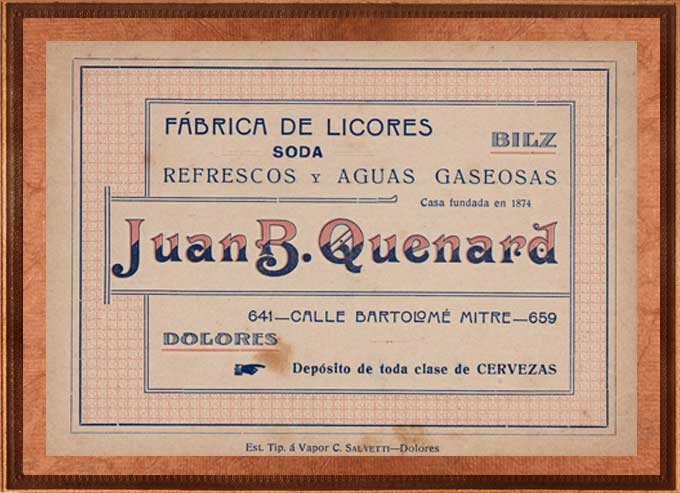 FÁBRICA DE LICORES
BILZ
SODA
REFRESCOS Y AGUAS GASEOSAS
Casa fundada en 1874
Juan B. Quenard
641—CALLE BARTOLOMÉ MITRE—659
DOLORES
Depósito de toda clase de CERVEZAS
Est. Tip. á Vapor C. SALVETTI—Dolores